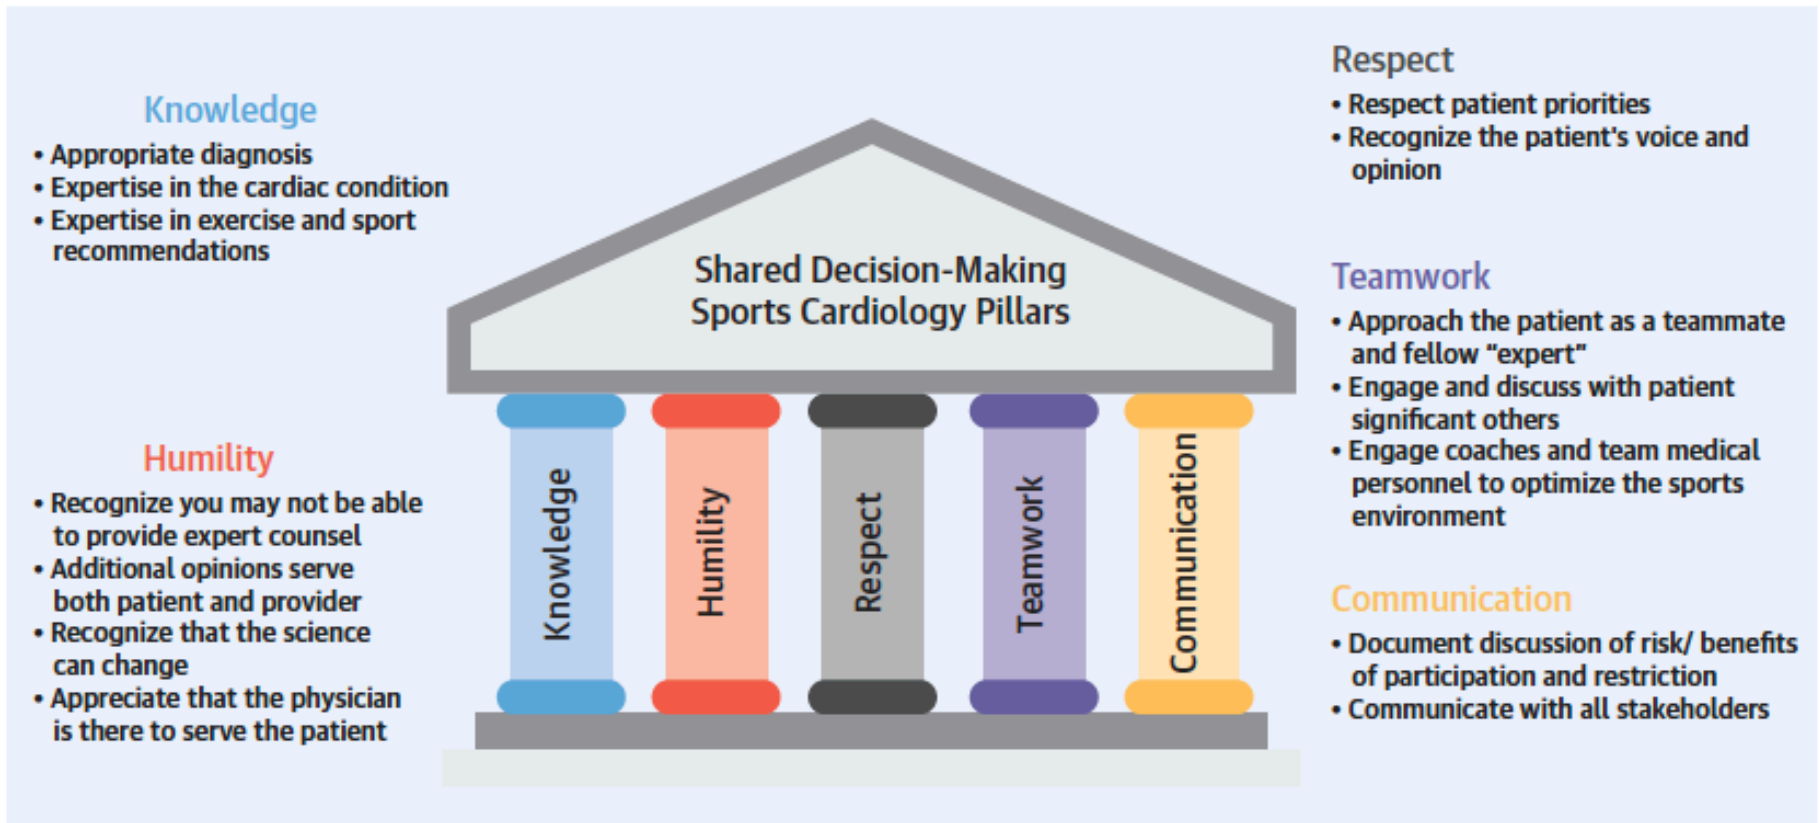 Knowledge
• Appropriate diagnosis
• Expertise in the cardiac condition
• Expertise in exercise and sport
recommendations
Humility
• Recognize you may not be able
to provide expert counsel
• Additional opinions serve
both patient and provider
• Recognize that the science
can change
• Appreciate that the physician
is there to serve the patient
Shared Decision-Making
Sports Cardiology Pillars
Knowledge
Humility
Respect
Teamwork
Communication
Respect
• Respect patient priorities
• Recognize the patient's voice and
opinion
Teamwork
• Approach the patient as a teammate
and fellow “expert”
• Engage and discuss with patient
significant others
• Engage coaches and team medical
personnel to optimize the sports
environment
Communication
• Document discussion of risk/ benefits
of participation and restriction
• Communicate with all stakeholders